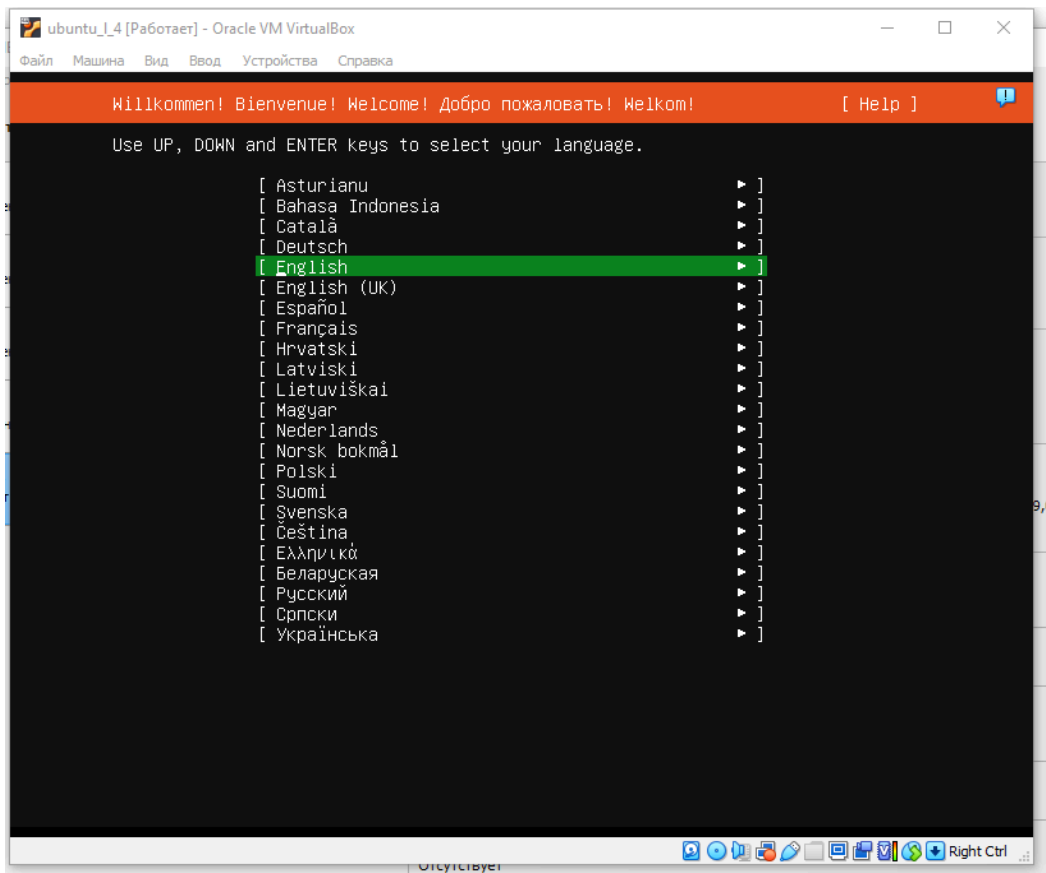 ubuntu_l_4 [Работает] - Oracle VM VirtualBox
Файл Машина Вид Ввод Устройства Справка
Willkommen! Bienvenue! Welcome! Добро пожаловать! Welkom! [ Help ]
Use UP, DOWN and ENTER keys to select your language.
[ Asturianu ► ]
[ Bahasa Indonesia ► ]
[ Català ► ]
[ Deutsch ► ]
[ English ► ]
[ English (UK) ► ]
[ Español ► ]
[ Français ► ]
[ Hrvatski ► ]
[ Latviski ► ]
[ Lietuviškai ► ]
[ Magyar ► ]
[ Nederlands ► ]
[ Norsk bokmål ► ]
[ Polski ► ]
[ Suomi ► ]
[ Svenska ► ]
[ Čeština ► ]
[ Ελληνικά ► ]
[ Беларуская ► ]
[ Русский ► ]
[ Српски ► ]
[ Українська ► ]
Right Ctrl
Отсутствует